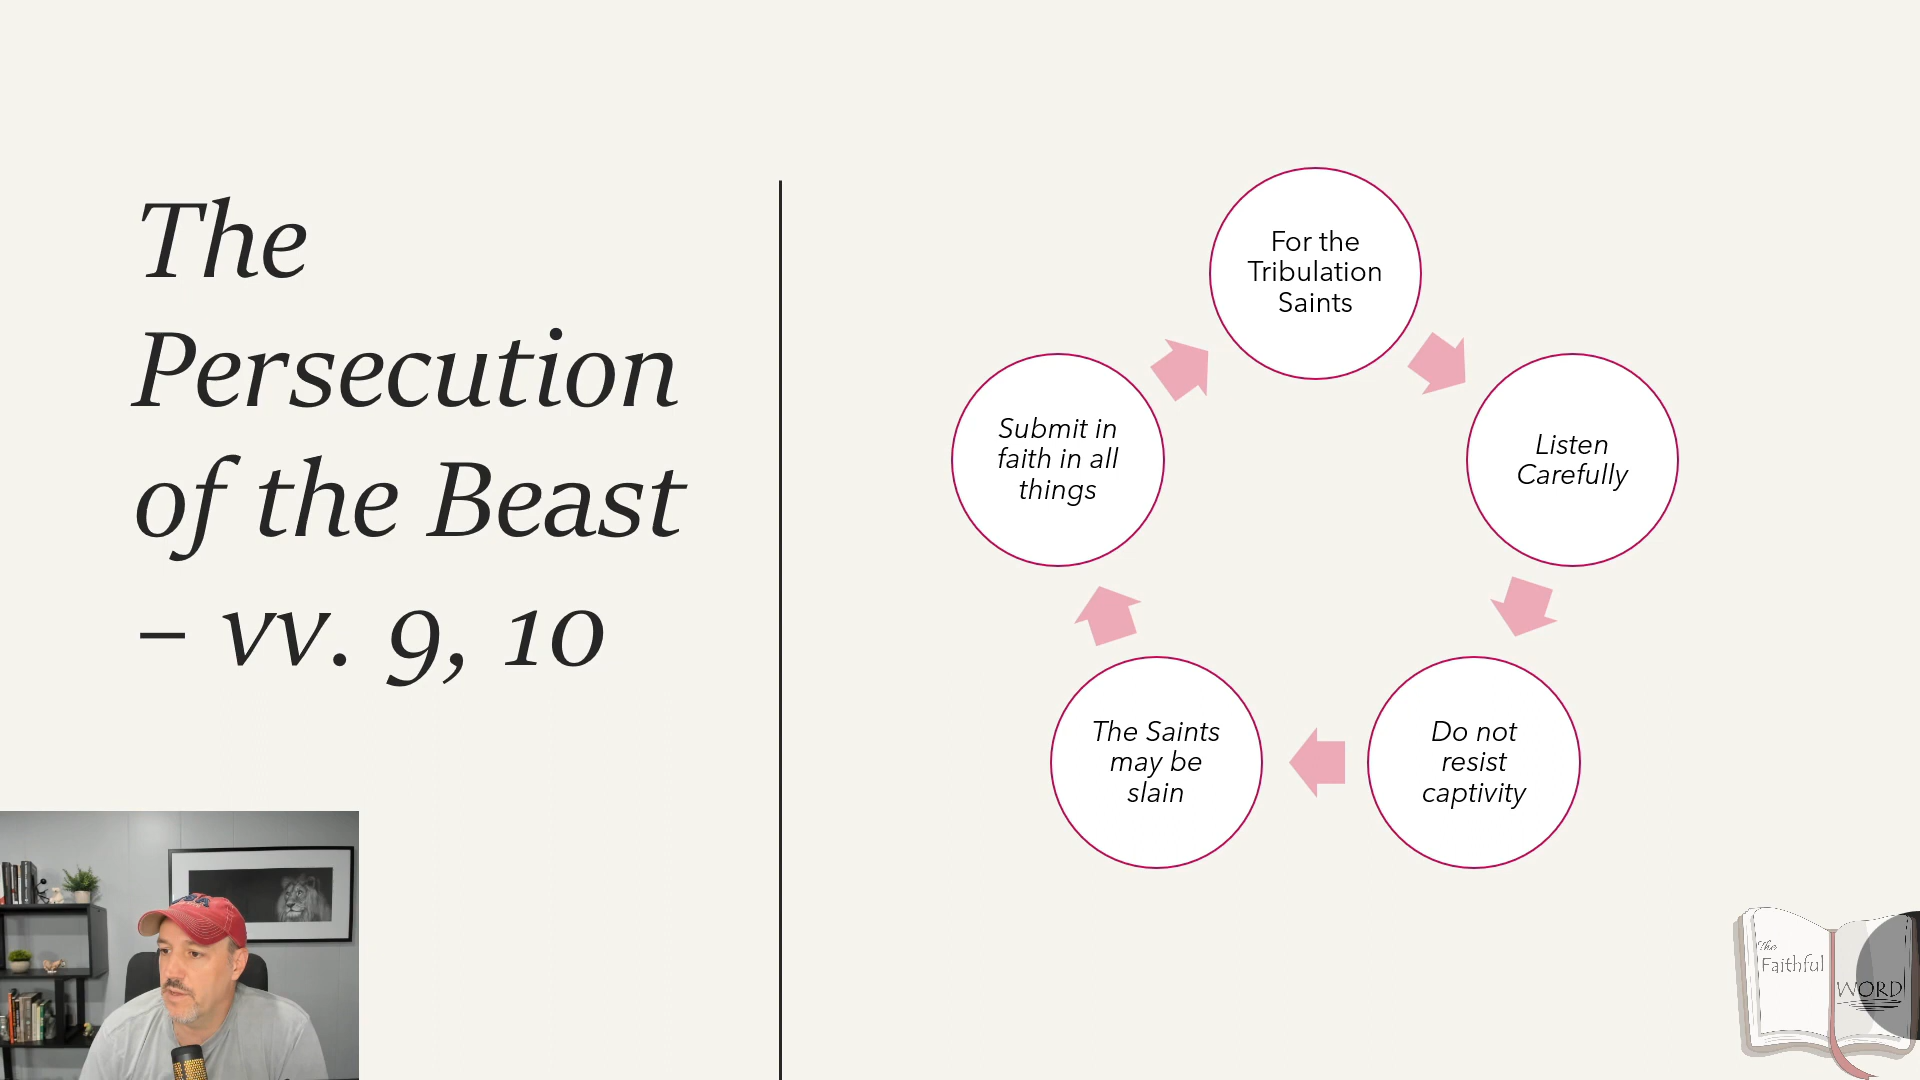 The
Persecution
of the Beast
– vv. 9, 10
For the
Tribulation
Saints
Listen
Carefully
Do not
resist
captivity
The Saints
may be
slain
Submit in
faith in all
things
The
Faithful
WORD